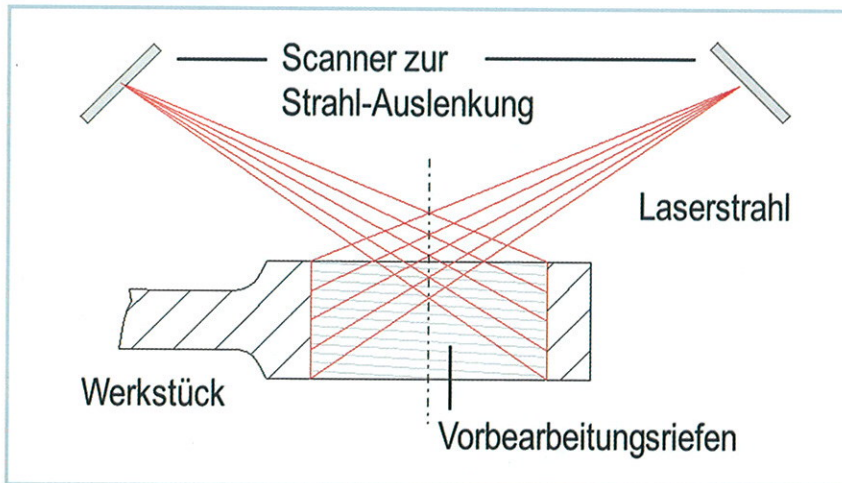 Scanner zur
Strahl-Auslenkung
Laserstrahl
Werkstück
Vorbearbeitungsriefen